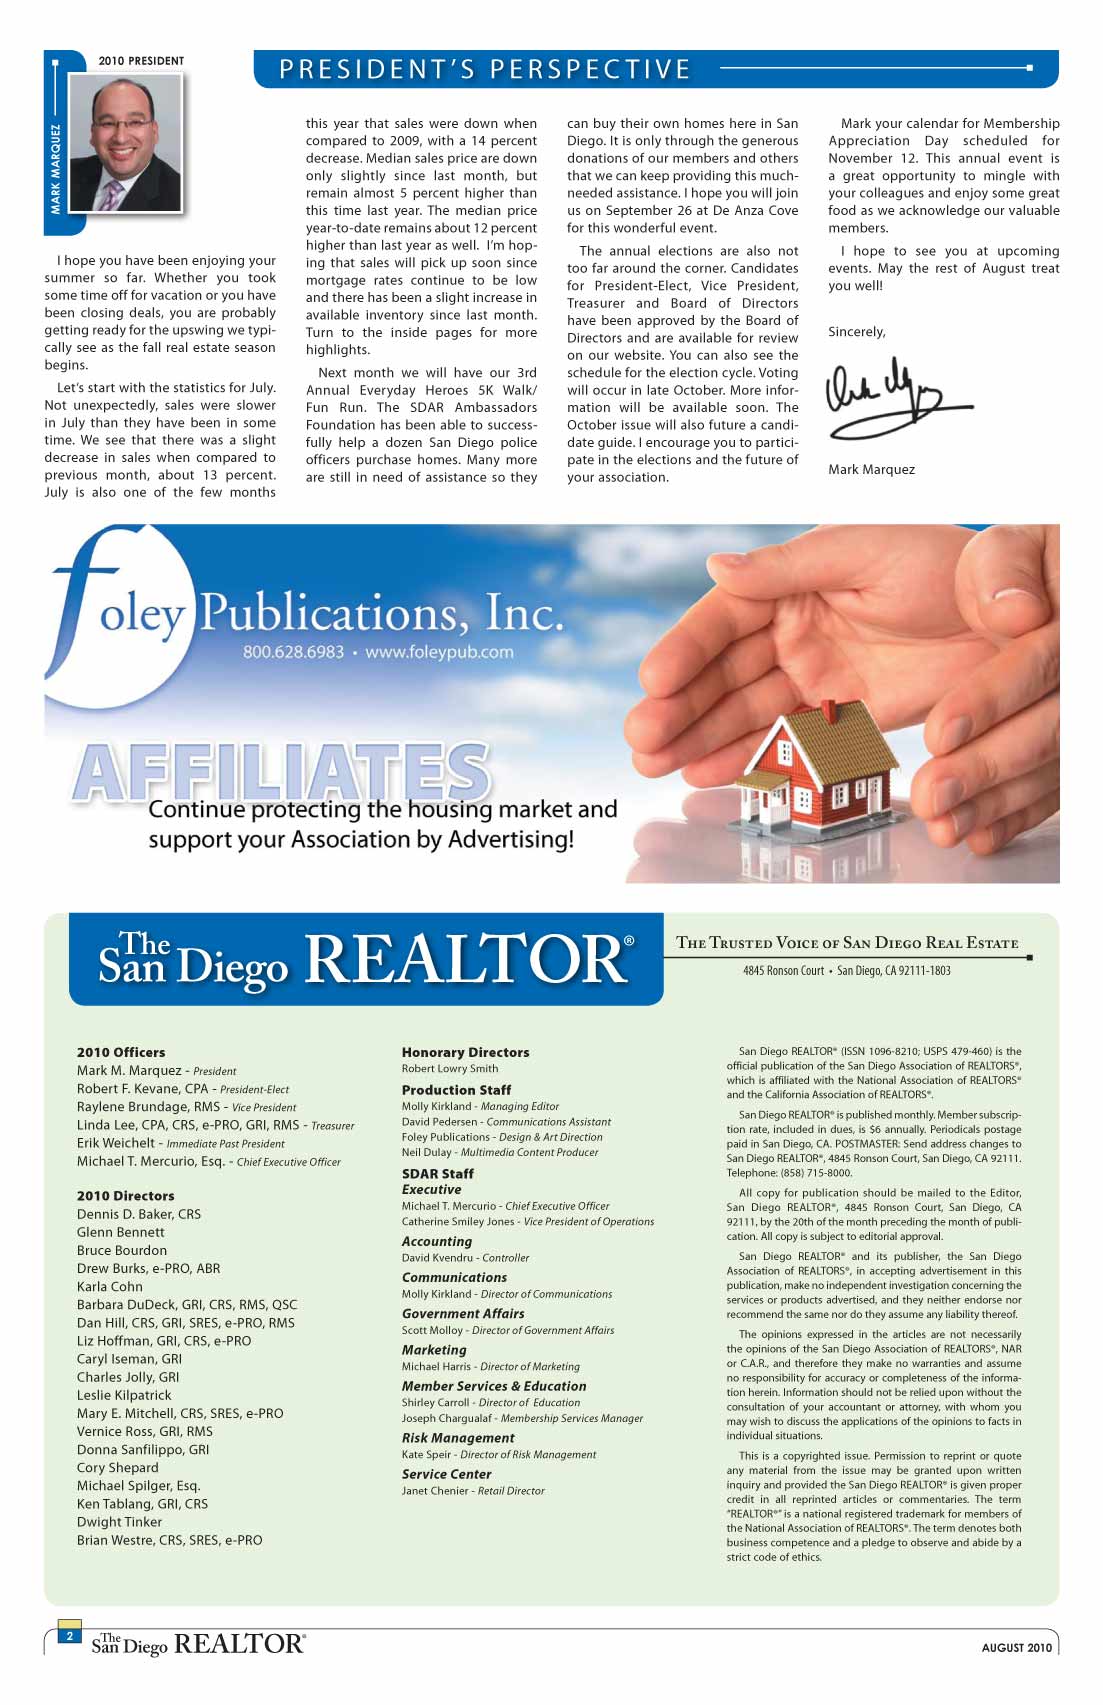 2010 PRESIDENT
MARK MARQUEZ
PRESIDENT'S PERSPECTIVE
I hope you have been enjoying your
summer so far. Whether you took
some time off for vacation or you have
been closing deals, you are probably
getting ready for the upswing we typi-
cally see as the fall real estate season
begins.
Let's start with the statistics for July.
Not unexpectedly, sales were slower
in July than they have been in some
time. We see that there was a slight
decrease in sales when compared to
previous month, about 13 percent.
July is also one of the few months
this year that sales were down when
compared to 2009, with a 14 percent
decrease. Median sales price are down
only slightly since last month, but
remain almost 5 percent higher than
this time last year. The median price
year-to-date remains about 12 percent
higher than last year as well. I'm hop-
ing that sales will pick up soon since
mortgage rates continue to be low
and there has been a slight increase in
available inventory since last month.
Turn to the inside pages for more
highlights.
Next month we will have our 3rd
Annual Everyday Heroes 5K Walk/
Fun Run. The SDAR Ambassadors
Foundation has been able to success-
fully help a dozen San Diego police
officers purchase homes. Many more
are still in need of assistance so they
can buy their own homes here in San
Diego. It is only through the generous
donations of our members and others
that we can keep providing this much-
needed assistance. I hope you will join
us on September 26 at De Anza Cove
for this wonderful event.
The annual elections are also not
too far around the corner. Candidates
for President-Elect, Vice President,
Treasurer and Board of Directors
have been approved by the Board of
Directors and are available for review
on our website. You can also see the
schedule for the election cycle. Voting
will occur in late October. More infor-
mation will be available soon. The
October issue will also future a candi-
date guide. I encourage you to partici-
pate in the elections and the future of
your association.
Mark your calendar for Membership
Appreciation Day scheduled for
November 12. This annual event is
a great opportunity to mingle with
your colleagues and enjoy some great
food as we acknowledge our valuable
members.
I hope to see you at upcoming
events. May the rest of August treat
you well!
Sincerely,
Mark Marquez
foley Publications, Inc.
800.628.6983 • www.foleypub.com
AFFILIATES
Continue protecting the housing market and
support your Association by Advertising!
The San Diego REALTOR®
THE TRUSTED VOICE OF SAN DIEGO REAL ESTATE
4845 Ronson Court • San Diego, CA 92111-1803
2010 Officers
Mark M. Marquez - President
Robert F. Kevane, CPA - President-Elect
Raylene Brundage, RMS - Vice President
Linda Lee, CPA, CRS, e-PRO, GRI, RMS - Treasurer
Erik Weichelt - Immediate Past President
Michael T. Mercurio, Esq. - Chief Executive Officer
2010 Directors
Dennis D. Baker, CRS
Glenn Bennett
Bruce Bourdon
Drew Burks, e-PRO, ABR
Karla Cohn
Barbara DuDeck, GRI, CRS, RMS, QSC
Dan Hill, CRS, GRI, SRES, e-PRO, RMS
Liz Hoffman, GRI, CRS, e-PRO
Caryl Iseman, GRI
Charles Jolly, GRI
Leslie Kilpatrick
Mary E. Mitchell, CRS, SRES, e-PRO
Vernice Ross, GRI, RMS
Donna Sanfilippo, GRI
Cory Shepard
Michael Spilger, Esq.
Ken Tablang, GRI, CRS
Dwight Tinker
Brian Westre, CRS, SRES, e-PRO
Honorary Directors
Robert Lowry Smith
Production Staff
Molly Kirkland - Managing Editor
David Pedersen - Communications Assistant
Foley Publications - Design & Art Direction
Neil Dulay - Multimedia Content Producer
SDAR Staff
Executive
Michael T. Mercurio - Chief Executive Officer
Catherine Smiley Jones - Vice President of Operations
Accounting
David Kvendru - Controller
Communications
Molly Kirkland - Director of Communications
Government Affairs
Scott Molloy - Director of Government Affairs
Marketing
Michael Harris - Director of Marketing
Member Services & Education
Shirley Carroll - Director of Education
Joseph Chargualaf - Membership Services Manager
Risk Management
Kate Speir - Director of Risk Management
Service Center
Janet Chenier - Retail Director
San Diego REALTOR® (ISSN 1096-8210; USPS 479-460) is the
official publication of the San Diego Association of REALTORS®,
which is affiliated with the National Association of REALTORS®
and the California Association of REALTORS®.
San Diego REALTOR® is published monthly. Member subscrip-
tion rate, included in dues, is $6 annually. Periodicals postage
paid in San Diego, CA. POSTMASTER: Send address changes to
San Diego REALTOR®, 4845 Ronson Court, San Diego, CA 92111.
Telephone: (858) 715-8000.
All copy for publication should be mailed to the Editor,
San Diego REALTOR®, 4845 Ronson Court, San Diego, CA
92111, by the 20th of the month preceding the month of publi-
cation. All copy is subject to editorial approval.
San Diego REALTOR® and its publisher, the San Diego
Association of REALTORS®, in accepting advertisement in this
publication, make no independent investigation concerning the
services or products advertised, and they neither endorse nor
recommend the same nor do they assume any liability thereof.
The opinions expressed in the articles are not necessarily
the opinions of the San Diego Association of REALTORS®, NAR
or C.A.R., and therefore they make no warranties and assume
no responsibility for accuracy or completeness of the informa-
tion herein. Information should not be relied upon without the
consultation of your accountant or attorney, with whom you
may wish to discuss the applications of the opinions to facts in
individual situations.
This is a copyrighted issue. Permission to reprint or quote
any material from the issue may be granted upon written
inquiry and provided the San Diego REALTOR® is given proper
credit in all reprinted articles or commentaries. The term
"REALTOR®" is a national registered trademark for members of
the National Association of REALTORS®. The term denotes both
business competence and a pledge to observe and abide by a
strict code of ethics.
2
The San Diego REALTOR®
AUGUST 2010